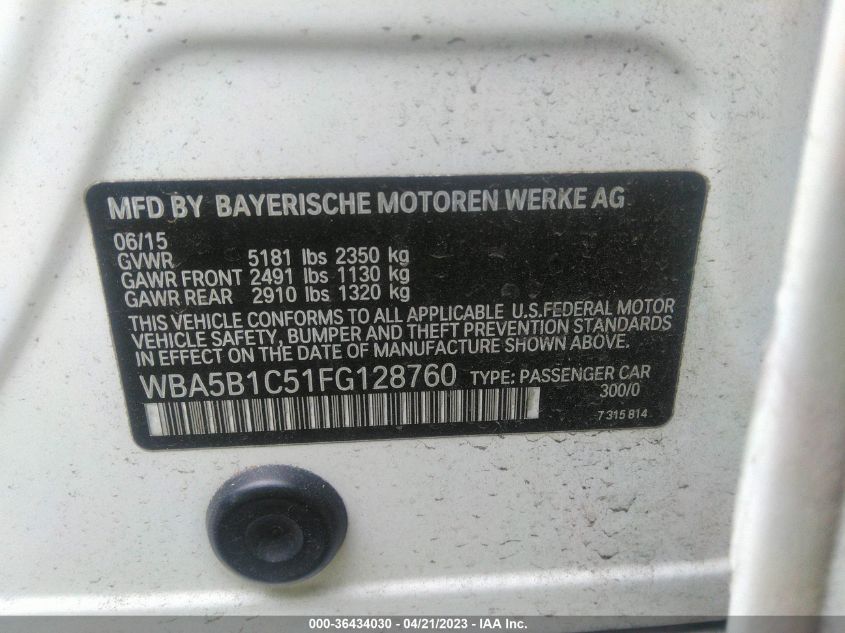 MFD BY BAYERISCHE MOTOREN WERKE AG
06/15
GVWR 5181 lbs 2350 kg
GAWR FRONT 2491 lbs 1130 kg
GAWR REAR 2910 lbs 1320 kg
THIS VEHICLE CONFORMS TO ALL APPLICABLE U.S.FEDERAL MOTOR
VEHICLE SAFETY, BUMPER AND THEFT PREVENTION STANDARDS
IN EFFECT ON THE DATE OF MANUFACTURE SHOWN ABOVE.
WBA5B1C51FG128760 TYPE: PASSENGER CAR
300/0
7 315 814
000-36434030 - 04/21/2023 - IAA Inc.